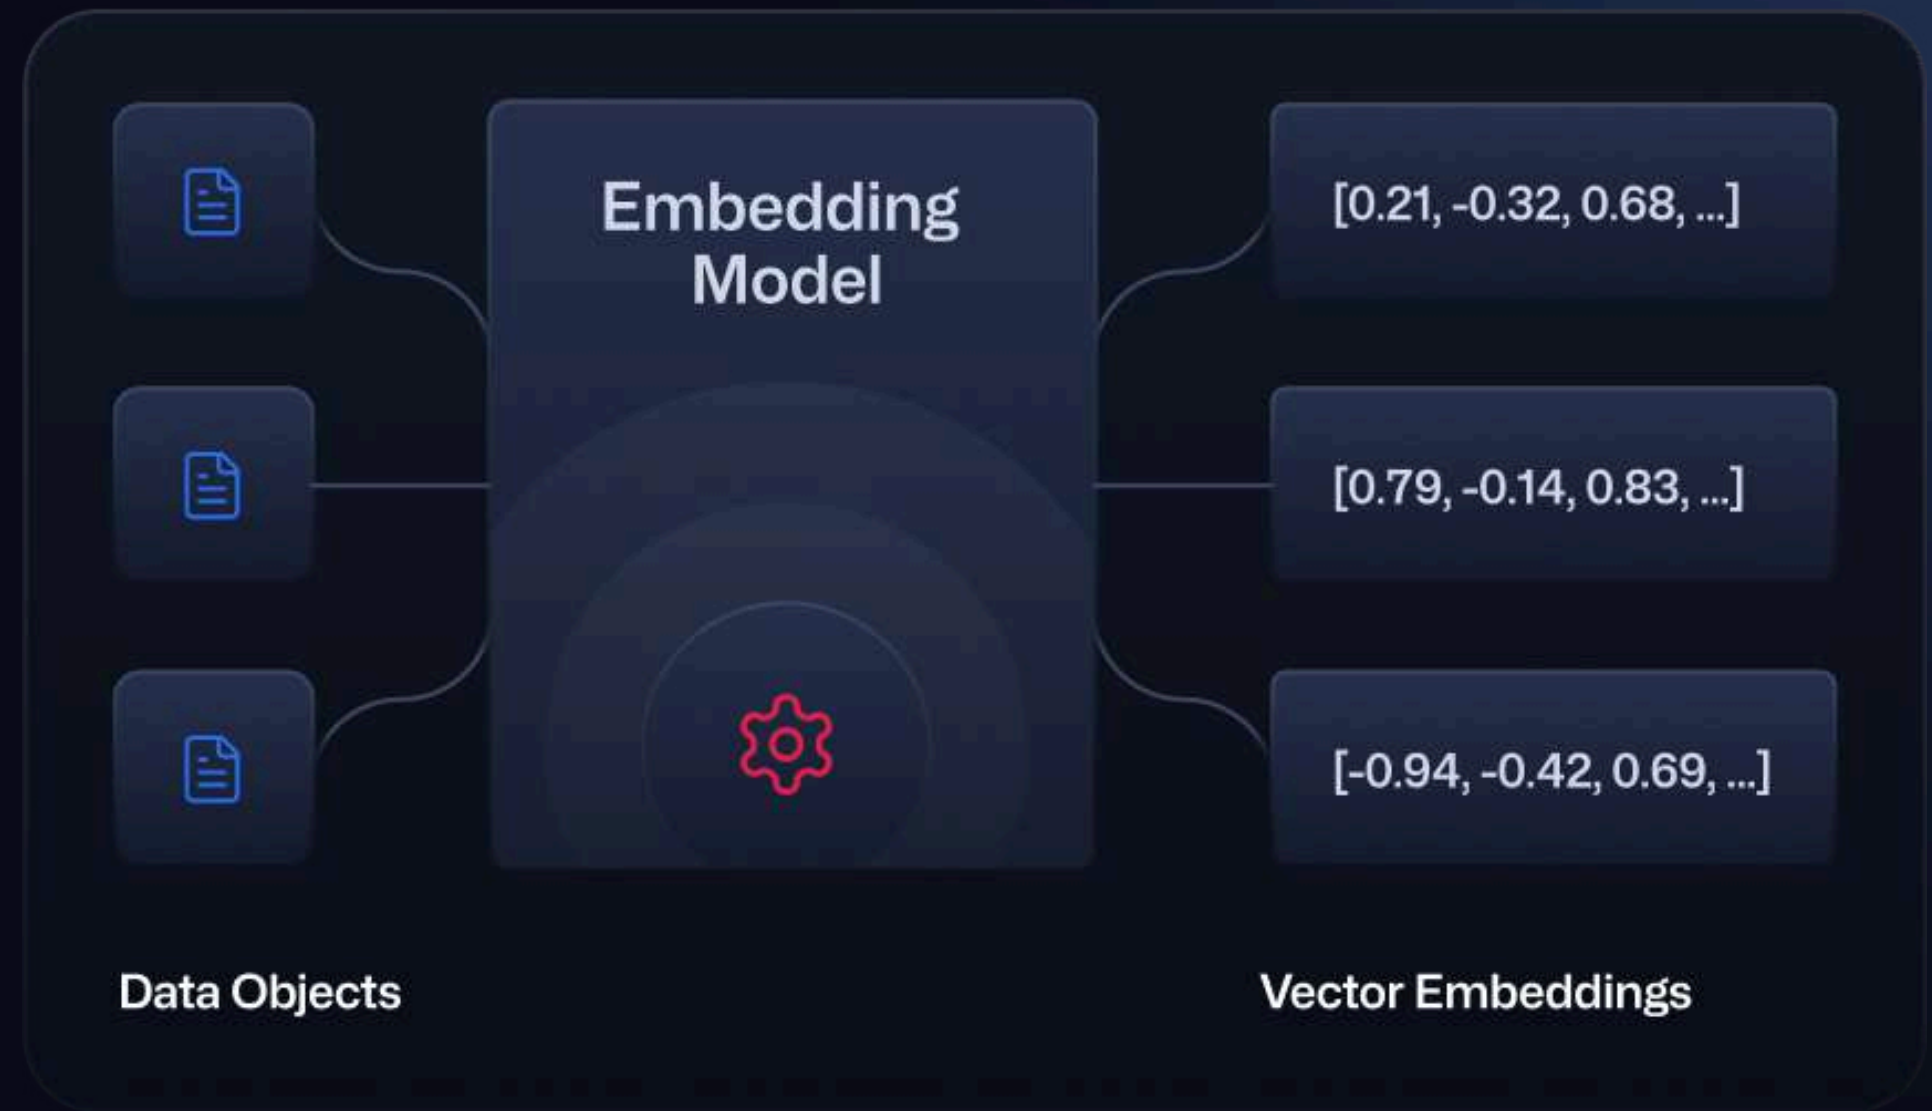 Embedding
Model
[0.21, -0.32, 0.68, ...]
[0.79, -0.14, 0.83, ...]
[-0.94, -0.42, 0.69, ...]
Data Objects
Vector Embeddings